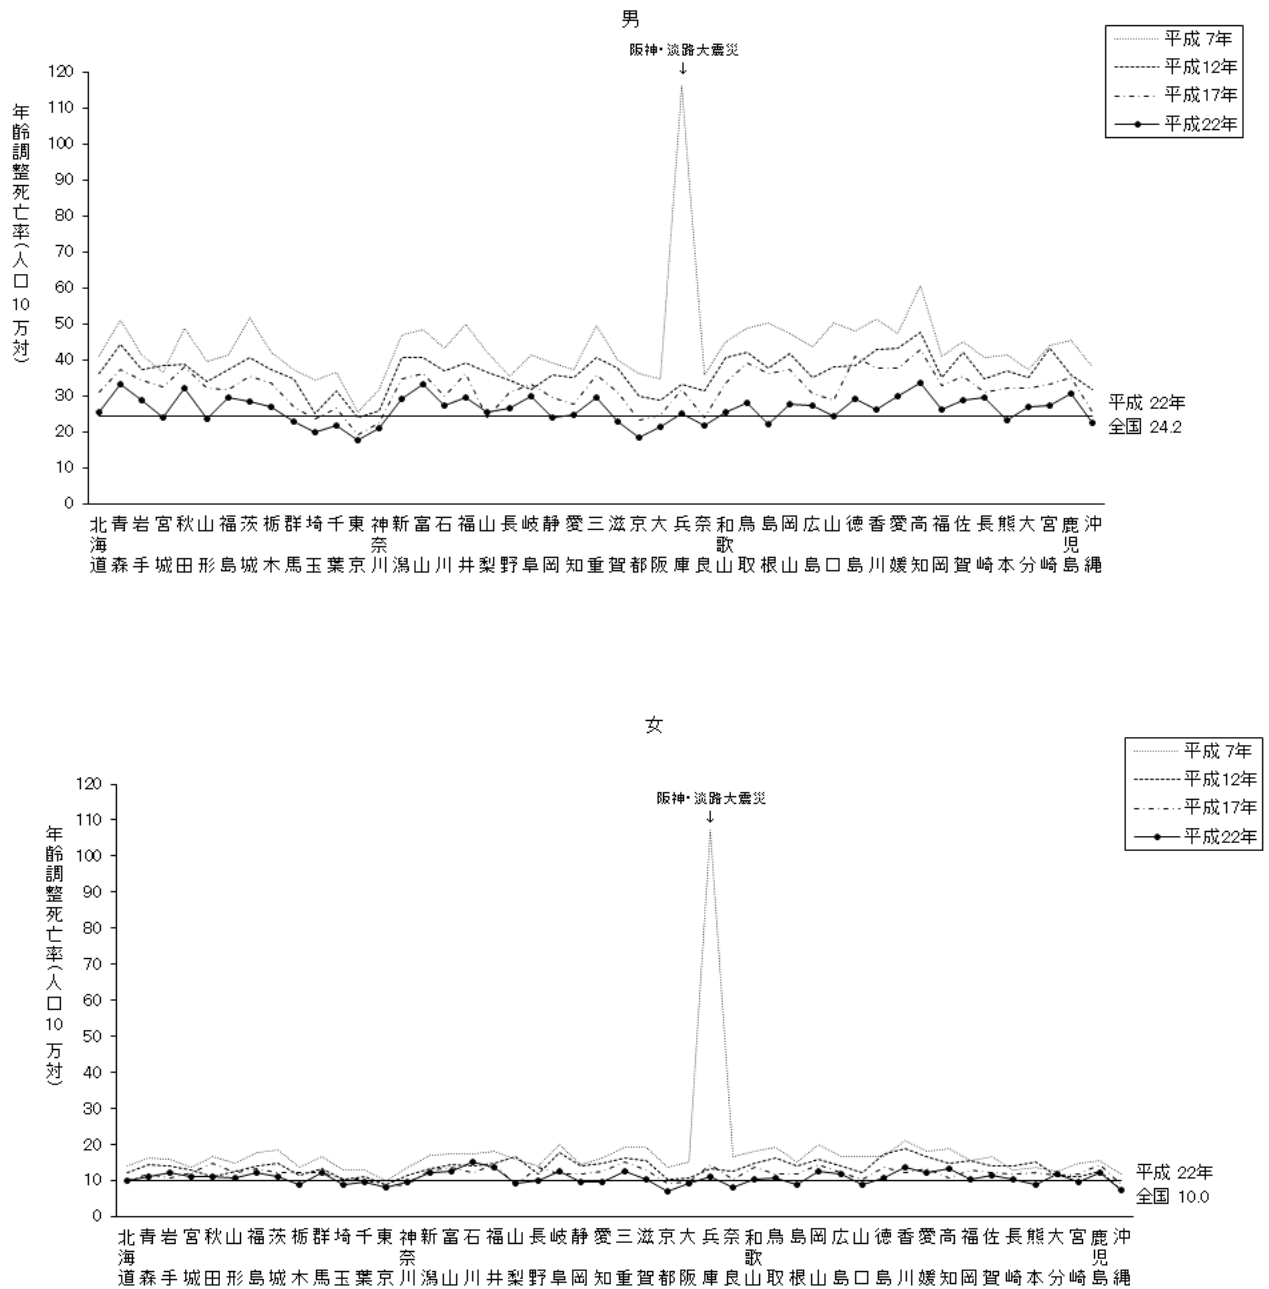 男
阪神・淡路大震災
↓
平成 7年
平成12年
平成17年
平成22年
年齢調整死亡率（人口10万対）
120
110
100
90
80
70
60
50
40
30
20
10
0
平成 22年
全国 24.2
北海道 青森 岩手 宮城 秋田 山形 福島 茨城 栃木 群馬 埼玉 千葉 東京 神奈川 新潟 富山 石川 福井 山梨 長野 岐阜 静岡 愛知 三重 滋賀 京都 大阪 兵庫 奈良 和歌山 鳥取 島根 岡山 広島 山口 徳島 香川 愛媛 高知 福岡 佐賀 長崎 熊本 大分 宮崎 鹿児島 沖縄
女
阪神・淡路大震災
↓
平成 7年
平成12年
平成17年
平成22年
年齢調整死亡率（人口10万対）
120
110
100
90
80
70
60
50
40
30
20
10
0
平成 22年
全国 10.0
北海道 青森 岩手 宮城 秋田 山形 福島 茨城 栃木 群馬 埼玉 千葉 東京 神奈川 新潟 富山 石川 福井 山梨 長野 岐阜 静岡 愛知 三重 滋賀 京都 大阪 兵庫 奈良 和歌山 鳥取 島根 岡山 広島 山口 徳島 香川 愛媛 高知 福岡 佐賀 長崎 熊本 大分 宮崎 鹿児島 沖縄